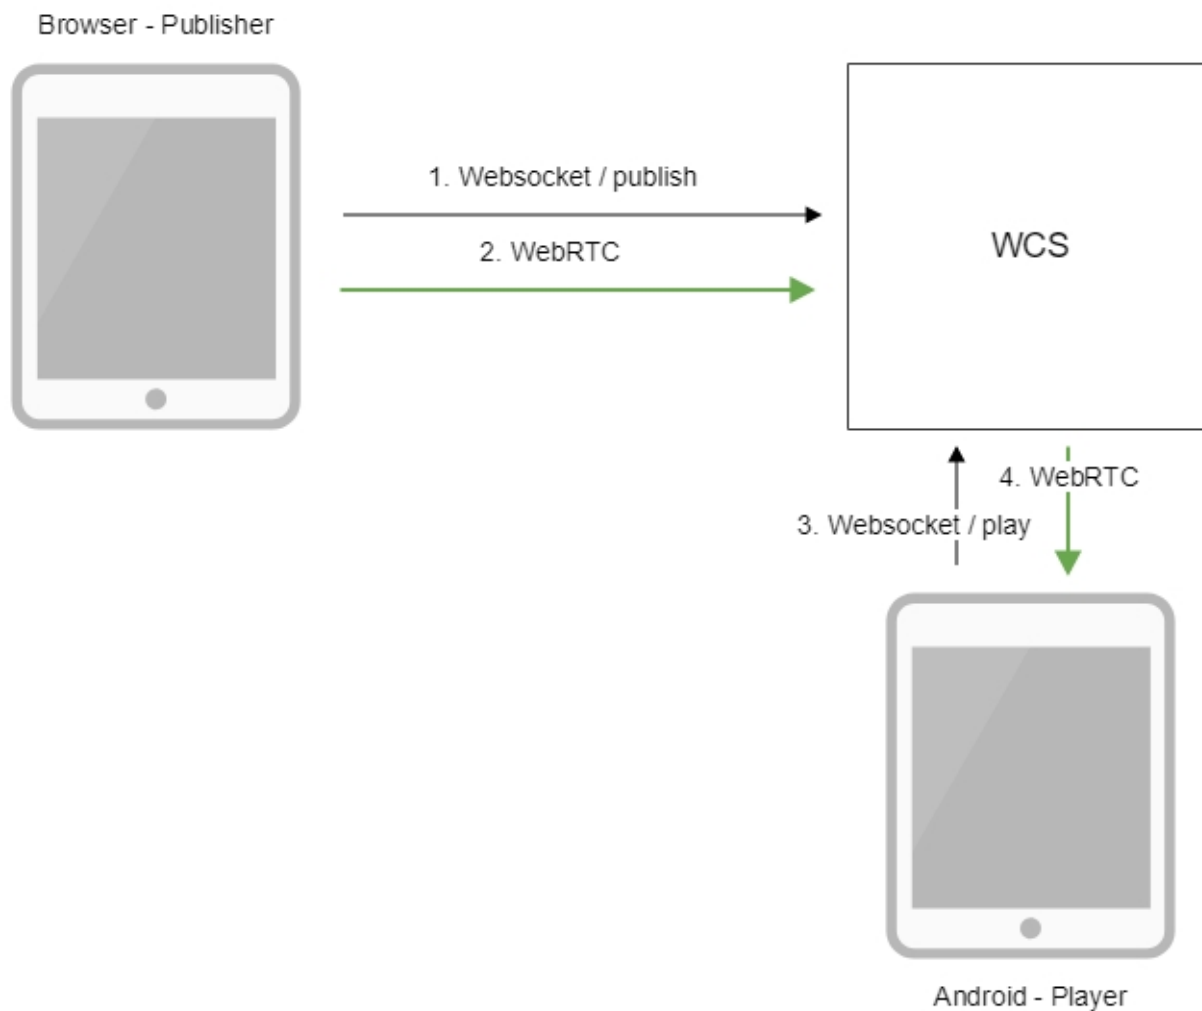 Browser - Publisher
1. Websocket / publish
2. WebRTC
WCS
4. WebRTC
3. Websocket / play
Android - Player